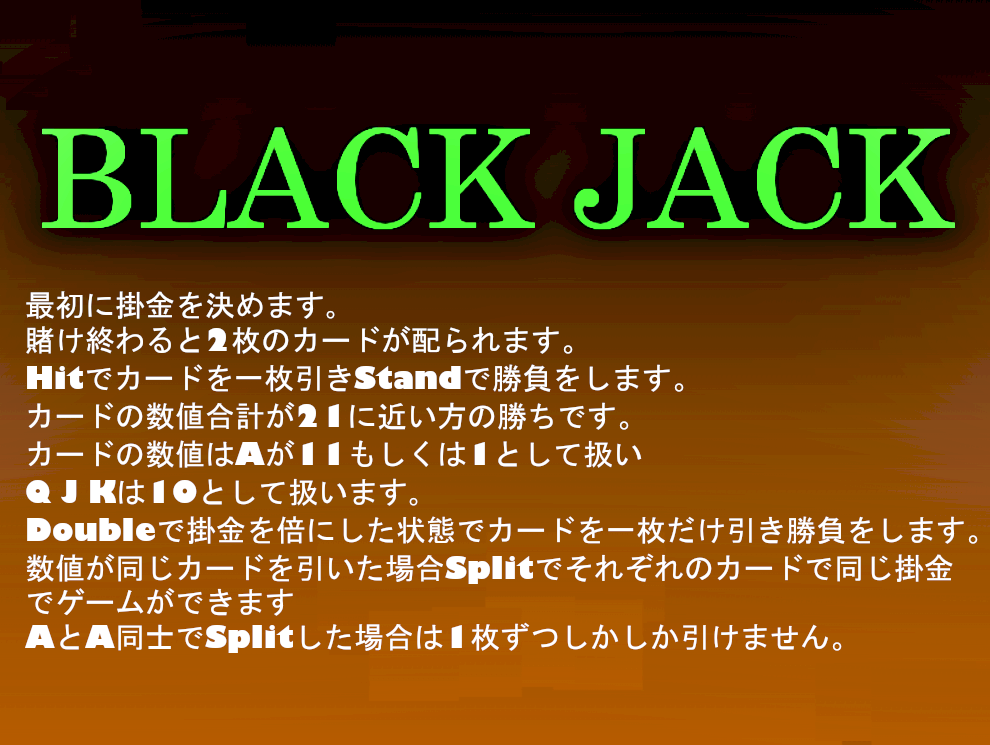 BLACK JACK
最初に掛金を決めます。
賭け終わると2枚のカードが配られます。
Hitでカードを一枚引きStandで勝負をします。
カードの数値合計が21に近い方の勝ちです。
カードの数値はAが11もしくは1として扱い
Q J Kは10として扱います。
Doubleで掛金を倍にした状態でカードを一枚だけ引き勝負をします。
数値が同じカードを引いた場合Splitでそれぞれのカードで同じ掛金
でゲームができます
AとA同士でSplitした場合は1枚ずつしかしか引けません。